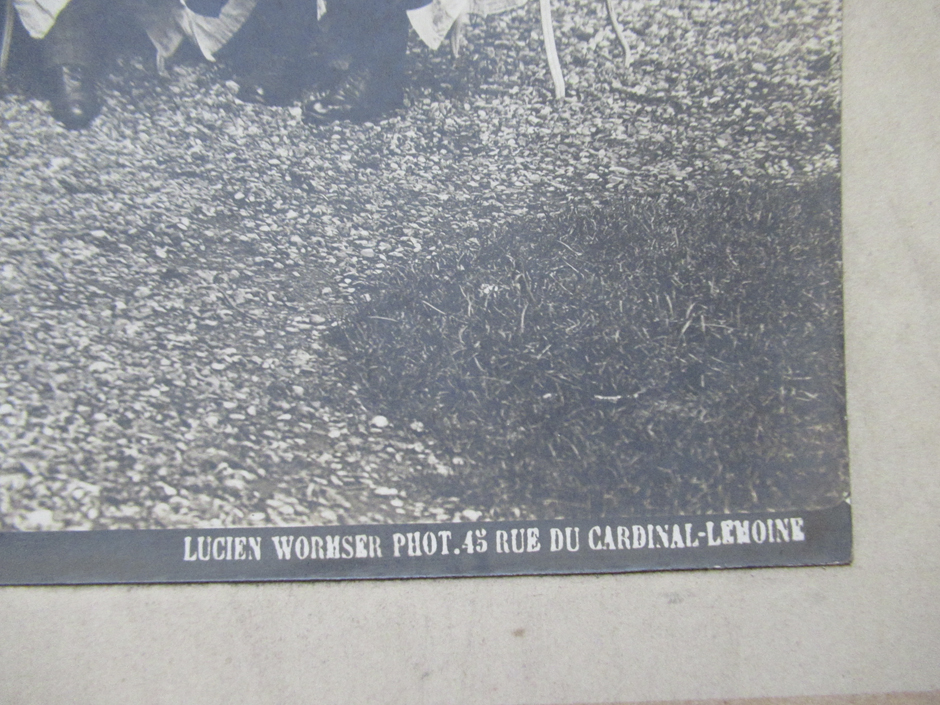 LUCIEN WORMSER PHOT. 45 RUE DU CARDINAL-LEMOINE